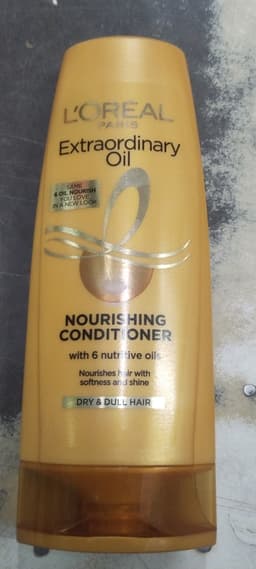 L'ORÉAL
PARIS
Extraordinary
Oil
SAME
6 OIL NOURISH
YOU LOVE
IN A NEW LOOK
NOURISHING
CONDITIONER
with 6 nutritive oils
Nourishes hair with
softness and shine
DRY & DULL HAIR